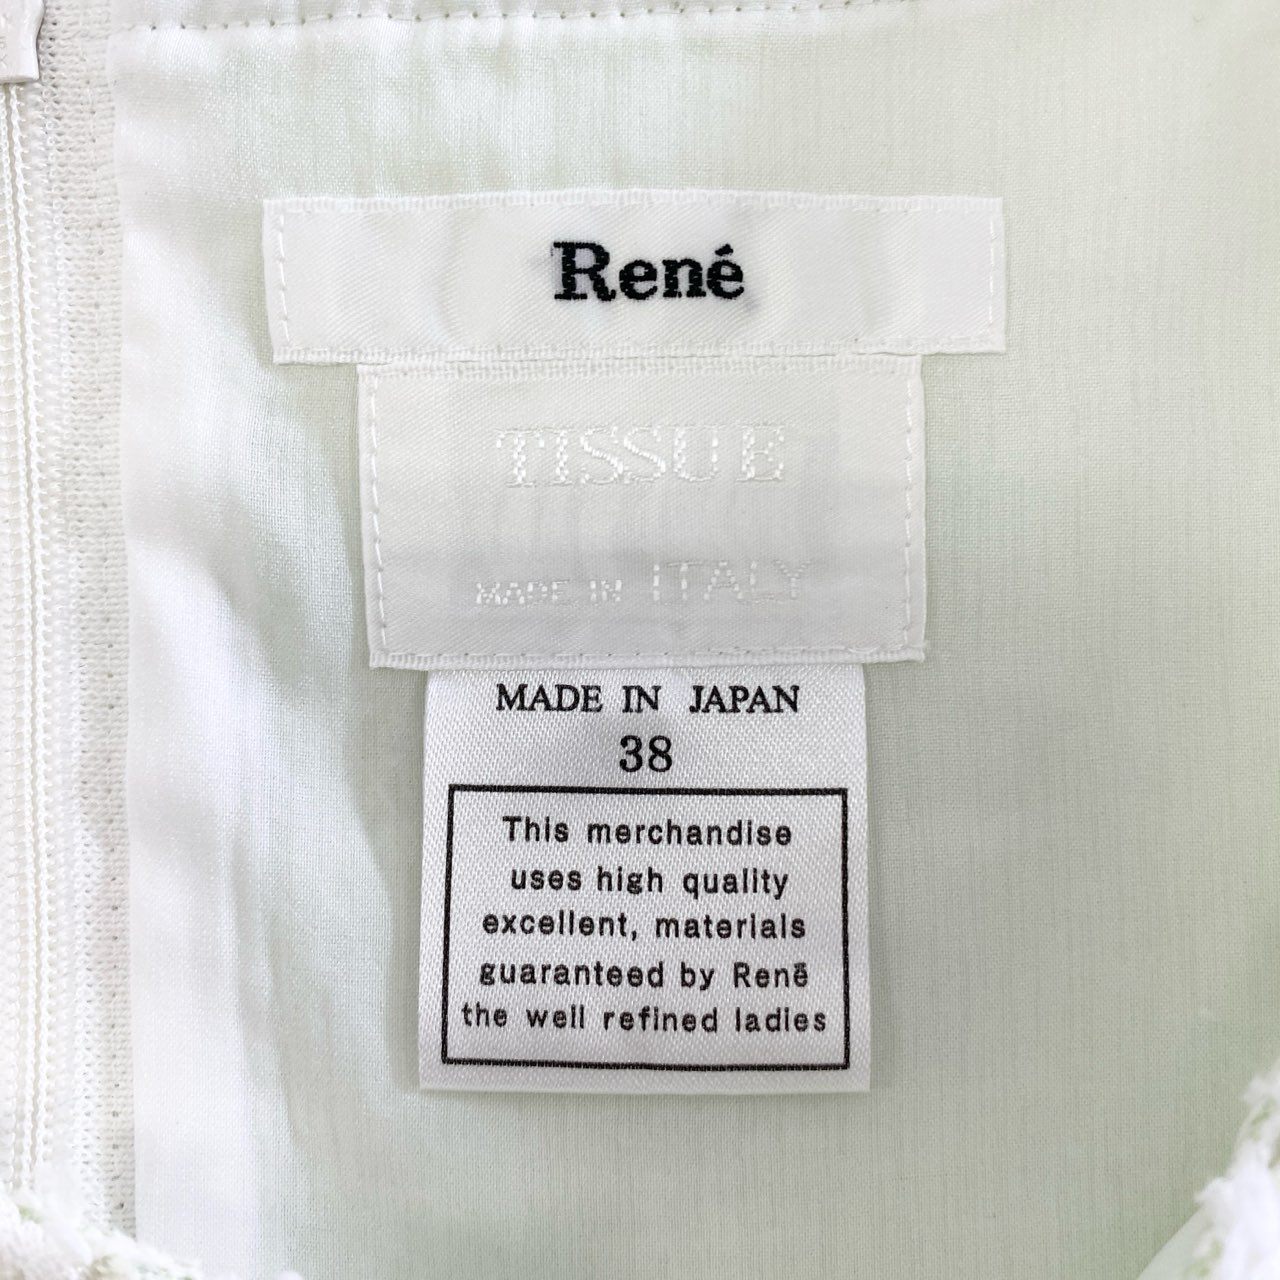 René
TISSUE
MADE IN ITALY
MADE IN JAPAN
38
This merchandise
uses high quality
excellent, materials
guaranteed by Renē
the well refined ladies